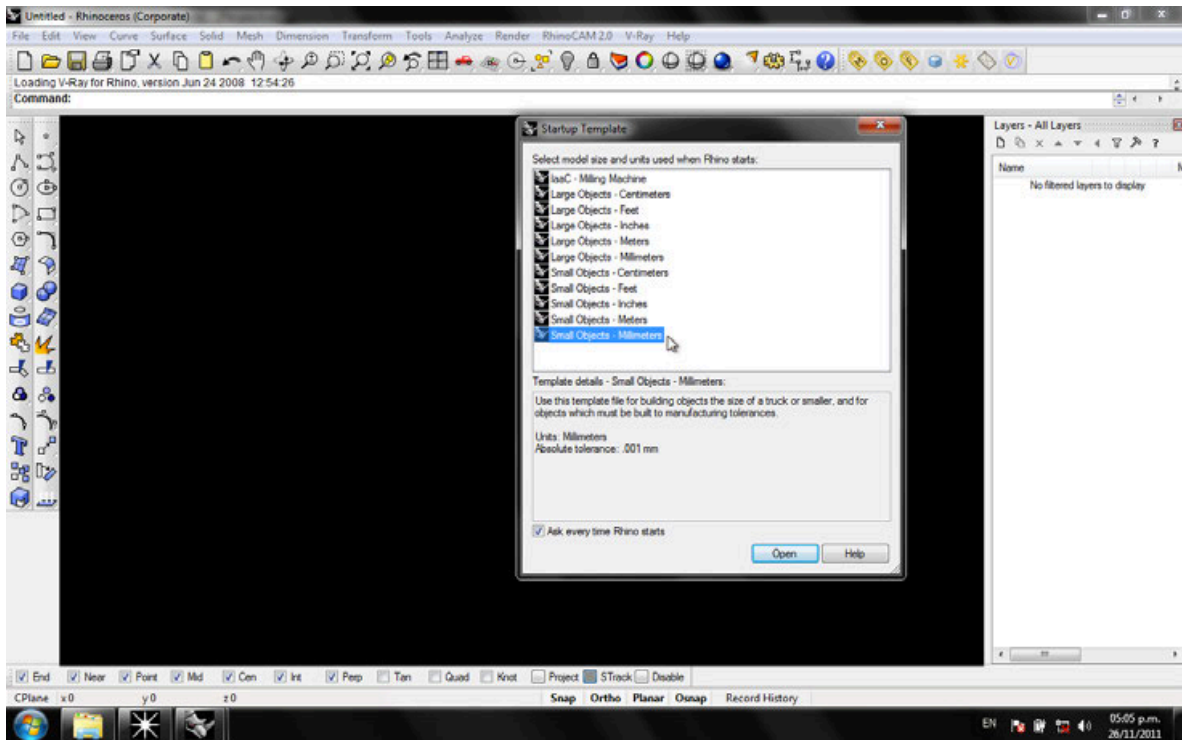 Untitled - Rhinoceros (Corporate)
File Edit View Curve Surface Solid Mesh Dimension Transform Tools Analyze Render RhinoCAM 2.0 V-Ray Help
Loading V-Ray for Rhino, version Jun 24 2008 12:54:26
Command:
Startup Template
Select model size and units used when Rhino starts:
IaaC - Milling Machine
Large Objects - Centimeters
Large Objects - Feet
Large Objects - Inches
Large Objects - Meters
Large Objects - Millimeters
Small Objects - Centimeters
Small Objects - Feet
Small Objects - Inches
Small Objects - Meters
Small Objects - Millimeters
Template details - Small Objects - Millimeters:
Use this template file for building objects the size of a truck or smaller, and for
objects which must be built to manufacturing tolerances.
Units: Millimeters
Absolute tolerance: .001 mm
Ask every time Rhino starts
Open Help
Layers - All Layers
Name
No filtered layers to display
End Near Point Mid Cen Int Perp Tan Quad Knot Project STrack Disable
CPlane x 0 y 0 z 0 Snap Ortho Planar Osnap Record History
EN 05:05 p.m.
26/11/2011